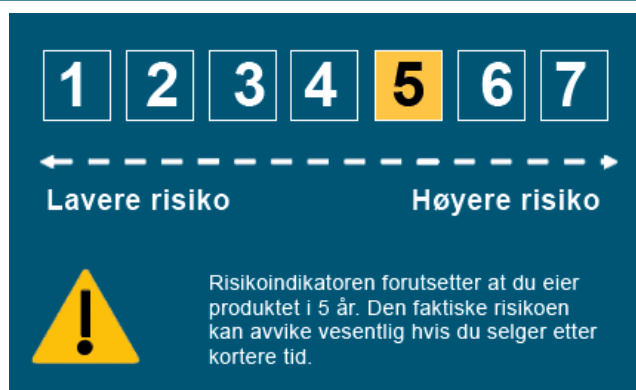 1 2 3 4 5 6 7
Lavere risiko Høyere risiko
Risikoindikatoren forutsetter at du eier
produktet i 5 år. Den faktiske risikoen
kan avvike vesentlig hvis du selger etter
kortere tid.